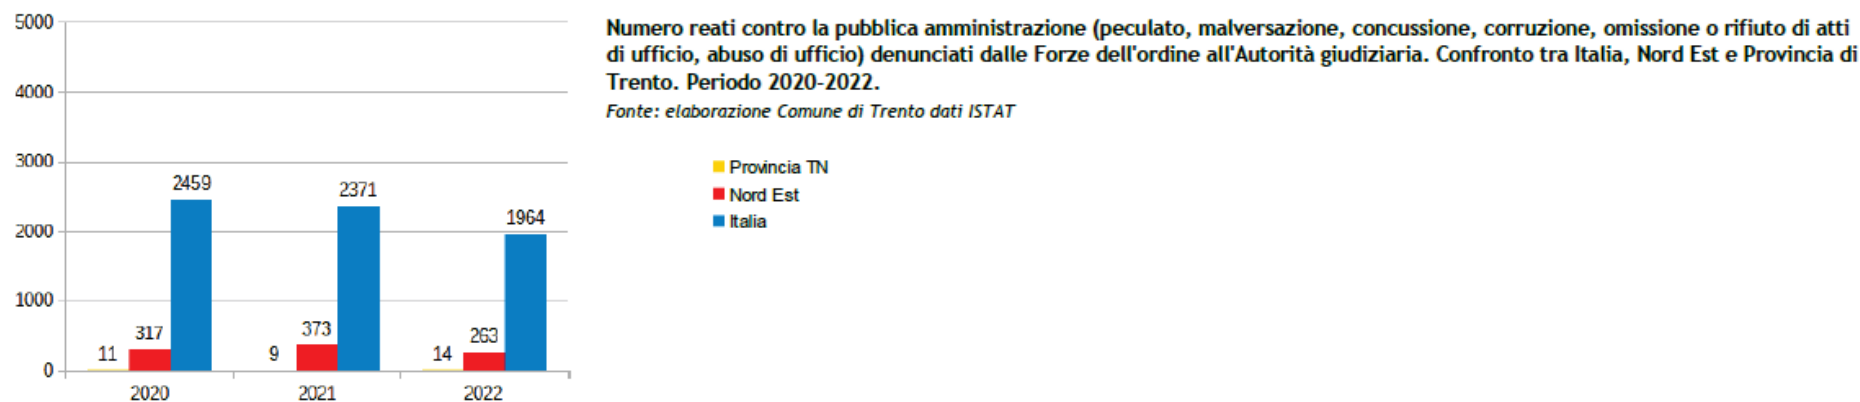 Numero reati contro la pubblica amministrazione (peculato, malversazione, concussione, corruzione, omissione o rifiuto di atti
di ufficio, abuso di ufficio) denunciati dalle Forze dell'ordine all'Autorità giudiziaria. Confronto tra Italia, Nord Est e Provincia di
Trento. Periodo 2020-2022.
Fonte: elaborazione Comune di Trento dati ISTAT
Provincia TN
Nord Est
Italia
5000
4000
3000
2000
1000
0
11
317
2459
9
373
2371
14
263
1964
2020
2021
2022